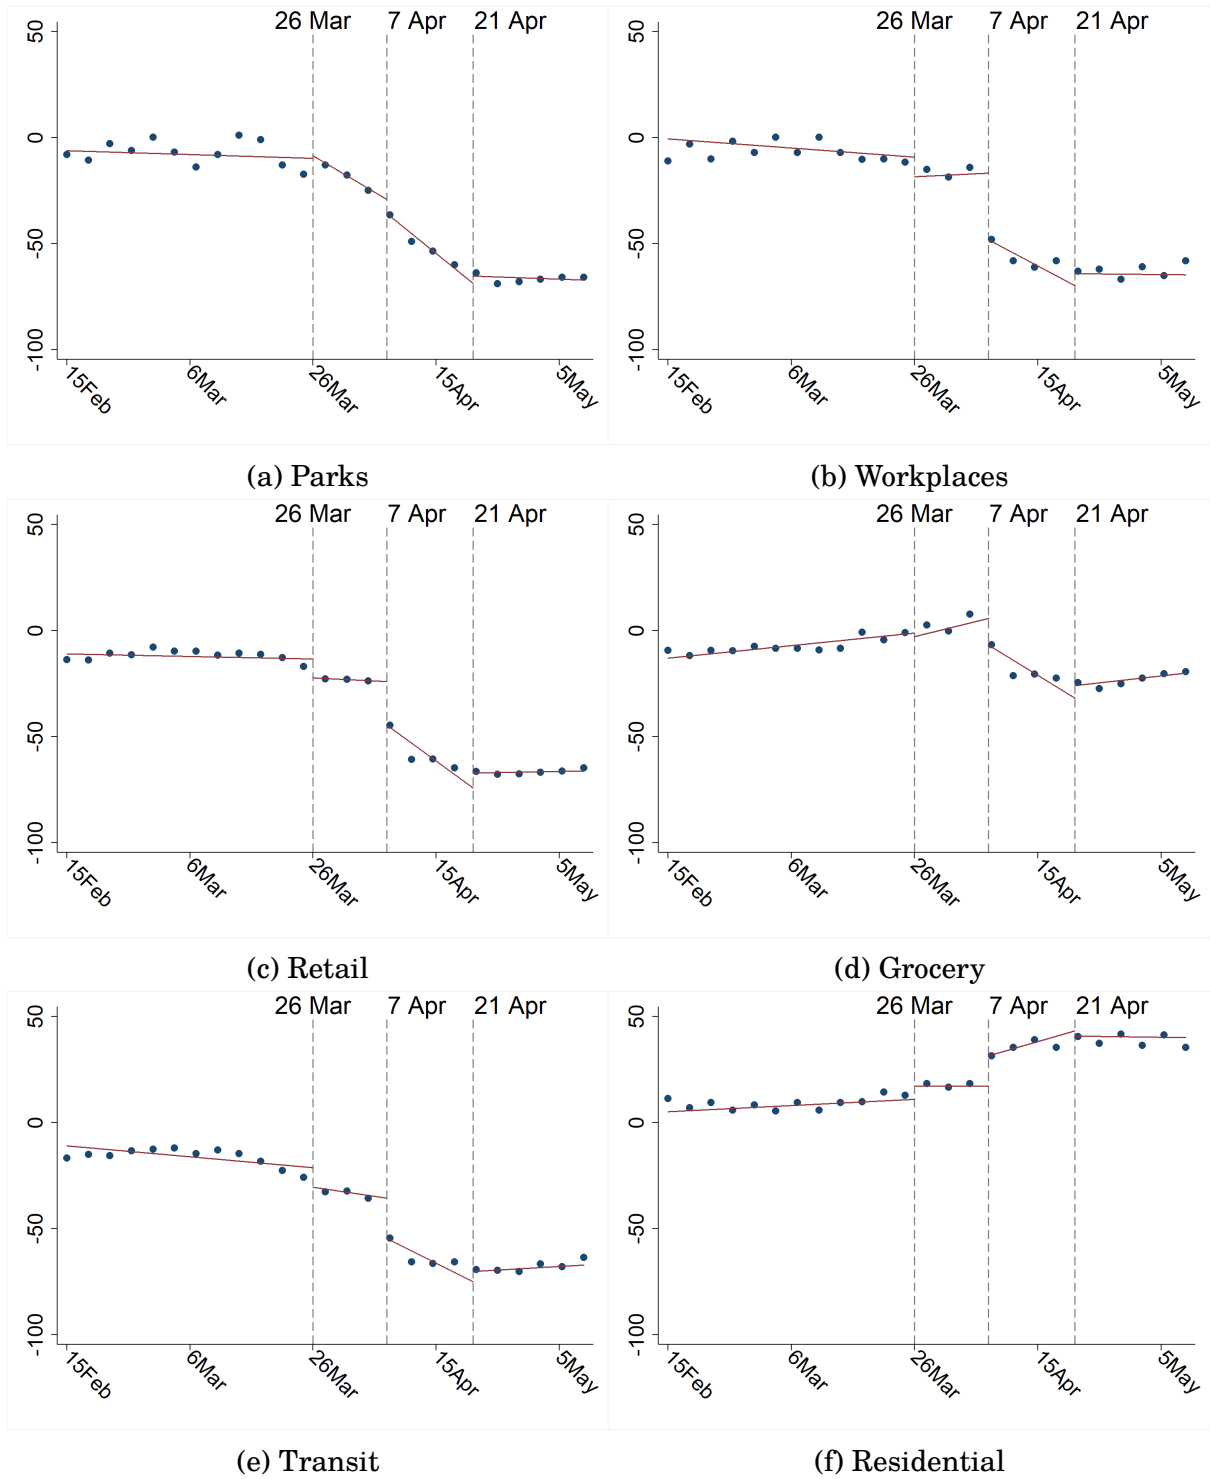 26 Mar 7 Apr 21 Apr
50
0
-50
-100
15Feb 6Mar 26Mar 15Apr 5May
(a) Parks
26 Mar 7 Apr 21 Apr
50
0
-50
-100
15Feb 6Mar 26Mar 15Apr 5May
(b) Workplaces
26 Mar 7 Apr 21 Apr
50
0
-50
-100
15Feb 6Mar 26Mar 15Apr 5May
(c) Retail
26 Mar 7 Apr 21 Apr
50
0
-50
-100
15Feb 6Mar 26Mar 15Apr 5May
(d) Grocery
26 Mar 7 Apr 21 Apr
50
0
-50
-100
15Feb 6Mar 26Mar 15Apr 5May
(e) Transit
26 Mar 7 Apr 21 Apr
50
0
-50
-100
15Feb 6Mar 26Mar 15Apr 5May
(f) Residential